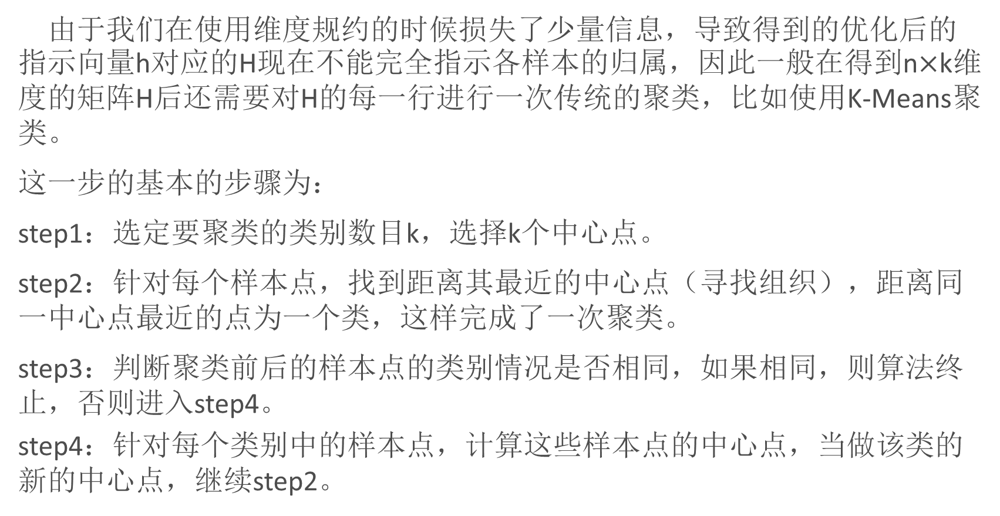 由于我们在使用维度规约的时候损失了少量信息，导致得到的优化后的
指示向量h对应的H现在不能完全指示各样本的归属，因此一般在得到n×k维
度的矩阵H后还需要对H的每一行进行一次传统的聚类，比如使用K-Means聚
类。
这一步的基本的步骤为：
step1：选定要聚类的类别数目k，选择k个中心点。
step2：针对每个样本点，找到距离其最近的中心点（寻找组织），距离同
一中心点最近的点为一个类，这样完成了一次聚类。
step3：判断聚类前后的样本点的类别情况是否相同，如果相同，则算法终
止，否则进入step4。
step4：针对每个类别中的样本点，计算这些样本点的中心点，当做该类的
新的中心点，继续step2。